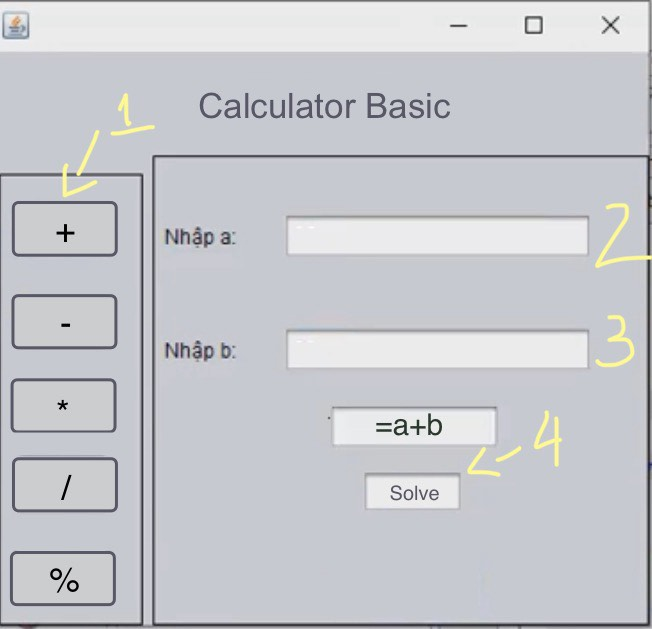 Calculator Basic
1
+
-
*
/
%
Nhập a:
2
Nhập b:
3
=a+b
4
Solve